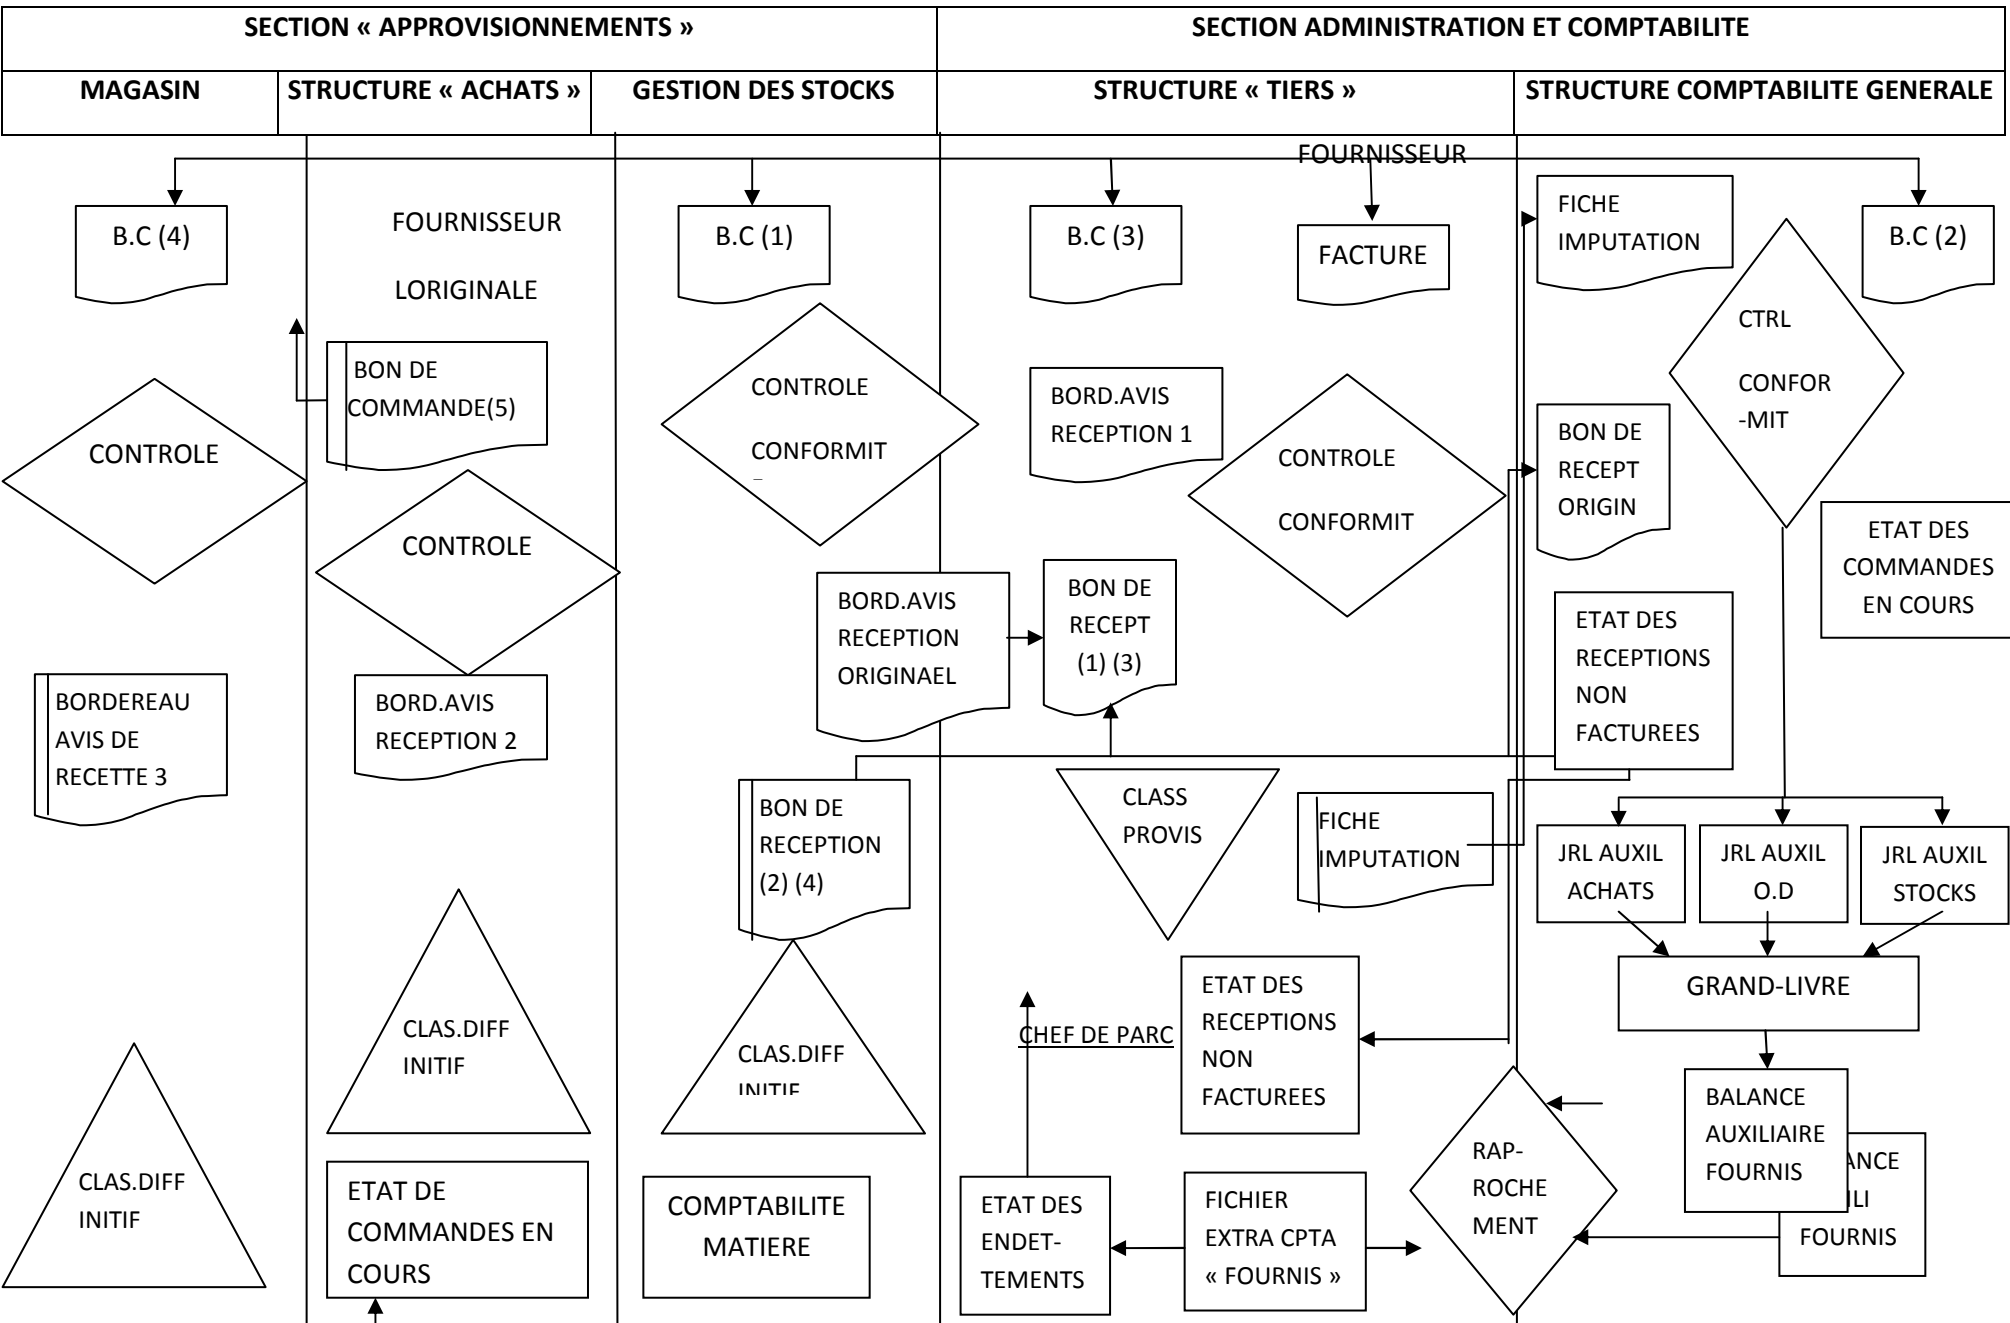 SECTION « APPROVISIONNEMENTS »
SECTION ADMINISTRATION ET COMPTABILITE
MAGASIN
STRUCTURE « ACHATS »
GESTION DES STOCKS
STRUCTURE « TIERS »
STRUCTURE COMPTABILITE GENERALE
FOURNISSEUR
B.C (4)
FOURNISSEUR
LORIGINALE
B.C (1)
B.C (3)
FACTURE
FICHE
IMPUTATION
B.C (2)
BON DE
COMMANDE(5)
CONTROLE
CONFORMIT
BORD.AVIS
RECEPTION 1
CONTROLE
CONFORMIT
CTRL
CONFOR
-MIT
BON DE
RECEPT
ORIGIN
CONTROLE
CONTROLE
ETAT DES
COMMANDES
EN COURS
BORD.AVIS
RECEPTION
ORIGINAEL
BON DE
RECEPT
(1) (3)
ETAT DES
RECEPTIONS
NON
FACTUREES
BORDEREAU
AVIS DE
RECETTE 3
BORD.AVIS
RECEPTION 2
BON DE
RECEPTION
(2) (4)
CLASS
PROVIS
FICHE
IMPUTATION
JRL AUXIL
ACHATS
JRL AUXIL
O.D
JRL AUXIL
STOCKS
GRAND-LIVRE
CLAS.DIFF
INITIF
CLAS.DIFF
INITIF
CHEF DE PARC
ETAT DES
RECEPTIONS
NON
FACTUREES
BALANCE
AUXILIAIRE
FOURNIS
ANCE
ILI
FOURNIS
CLAS.DIFF
INITIF
ETAT DE
COMMANDES EN
COURS
COMPTABILITE
MATIERE
ETAT DES
ENDET-
TEMENTS
FICHIER
EXTRA CPTA
« FOURNIS »
RAP-
ROCHE
MENT